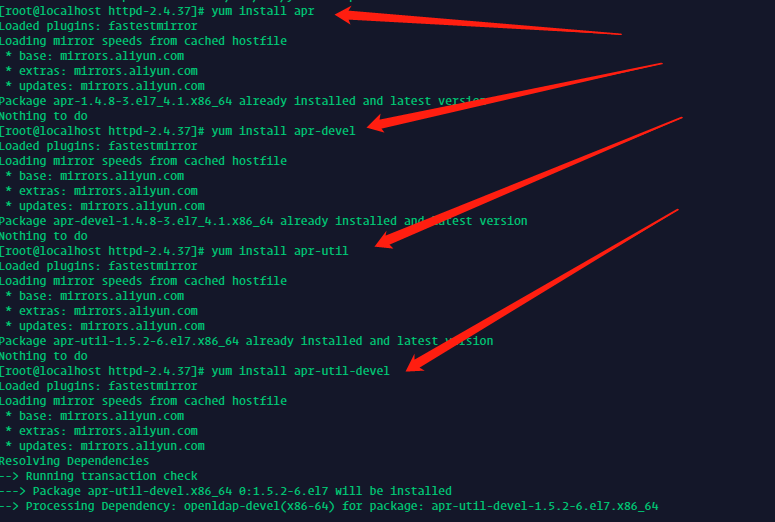 [root@localhost httpd-2.4.37]# yum install apr
Loaded plugins: fastestmirror
Loading mirror speeds from cached hostfile
 * base: mirrors.aliyun.com
 * extras: mirrors.aliyun.com
 * updates: mirrors.aliyun.com
Package apr-1.4.8-3.el7_4.1.x86_64 already installed and latest version
Nothing to do
[root@localhost httpd-2.4.37]# yum install apr-devel
Loaded plugins: fastestmirror
Loading mirror speeds from cached hostfile
 * base: mirrors.aliyun.com
 * extras: mirrors.aliyun.com
 * updates: mirrors.aliyun.com
Package apr-devel-1.4.8-3.el7_4.1.x86_64 already installed and latest version
Nothing to do
[root@localhost httpd-2.4.37]# yum install apr-util
Loaded plugins: fastestmirror
Loading mirror speeds from cached hostfile
 * base: mirrors.aliyun.com
 * extras: mirrors.aliyun.com
 * updates: mirrors.aliyun.com
Package apr-util-1.5.2-6.el7.x86_64 already installed and latest version
Nothing to do
[root@localhost httpd-2.4.37]# yum install apr-util-devel
Loaded plugins: fastestmirror
Loading mirror speeds from cached hostfile
 * base: mirrors.aliyun.com
 * extras: mirrors.aliyun.com
 * updates: mirrors.aliyun.com
Resolving Dependencies
--> Running transaction check
---> Package apr-util-devel.x86_64 0:1.5.2-6.el7 will be installed
--> Processing Dependency: openldap-devel(x86-64) for package: apr-util-devel-1.5.2-6.el7.x86_64